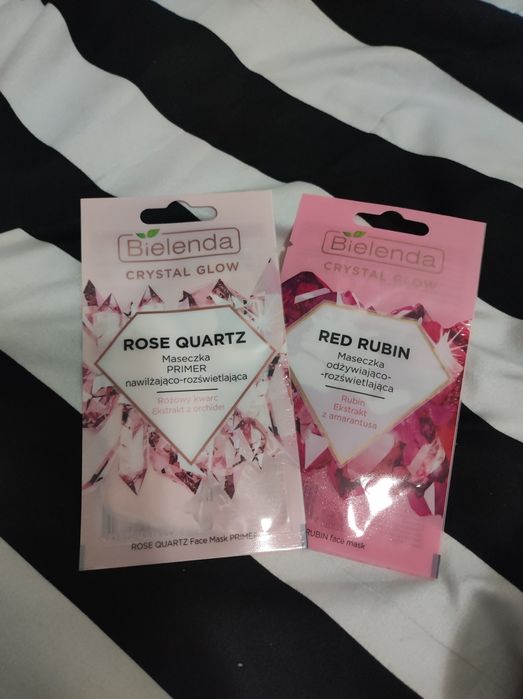 Bielenda
CRYSTAL GLOW
ROSE QUARTZ
Maseczka
PRIMER
nawilżająco-rozświetlająca
Różowy kwarc
Ekstrakt z orchidei
ROSE QUARTZ Face Mask PRIMER
Bielenda
CRYSTAL GLOW
RED RUBIN
Maseczka
odżywiająco-
-rozświetlająca
Rubin
Ekstrakt
z amarantusa
RUBIN face mask